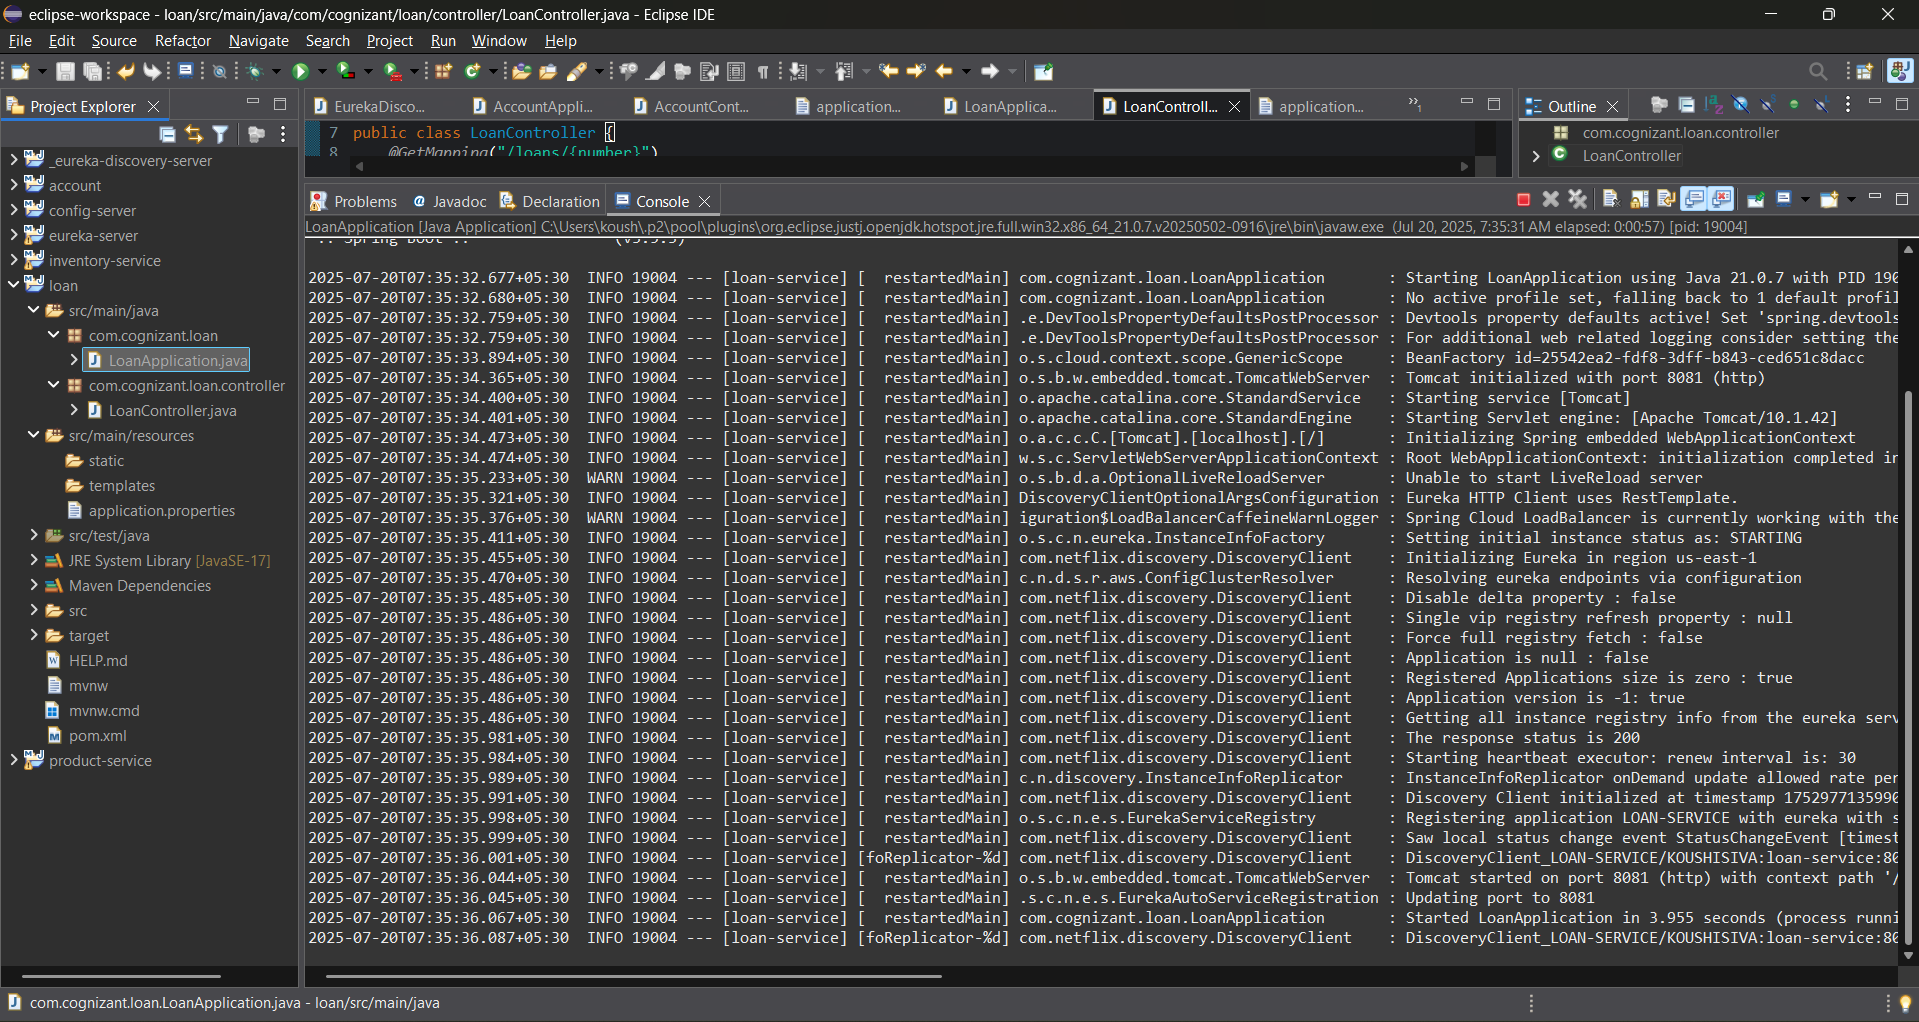 eclipse-workspace - loan/src/main/java/com/cognizant/loan/controller/LoanController.java - Eclipse IDE
File Edit Source Refactor Navigate Search Project Run Window Help
Project Explorer
EurekaDisco... AccountAppli... AccountCont... application... LoanApplica... LoanControll... application...
Outline
7 public class LoanController {
8 @GetMapping("/loans/{number}")
com.cognizant.loan.controller
LoanController
_eureka-discovery-server
account
config-server
eureka-server
inventory-service
loan
src/main/java
com.cognizant.loan
LoanApplication.java
com.cognizant.loan.controller
LoanController.java
src/main/resources
static
templates
application.properties
src/test/java
JRE System Library [JavaSE-17]
Maven Dependencies
src
target
HELP.md
mvnw
mvnw.cmd
pom.xml
product-service
Problems Javadoc Declaration Console
LoanApplication [Java Application] C:\Users\koush\.p2\pool\plugins\org.eclipse.justj.openjdk.hotspot.jre.full.win32.x86_64_21.0.7.v20250502-0916\jre\bin\javaw.exe (Jul 20, 2025, 7:35:31 AM elapsed: 0:00:57) [pid: 19004]
:: Spring Boot ::
2025-07-20T07:35:32.677+05:30 INFO 19004 --- [loan-service] [ restartedMain] com.cognizant.loan.LoanApplication : Starting LoanApplication using Java 21.0.7 with PID 190
2025-07-20T07:35:32.680+05:30 INFO 19004 --- [loan-service] [ restartedMain] com.cognizant.loan.LoanApplication : No active profile set, falling back to 1 default profil
2025-07-20T07:35:32.759+05:30 INFO 19004 --- [loan-service] [ restartedMain] .e.DevToolsPropertyDefaultsPostProcessor : Devtools property defaults active! Set 'spring.devtools
2025-07-20T07:35:32.759+05:30 INFO 19004 --- [loan-service] [ restartedMain] .e.DevToolsPropertyDefaultsPostProcessor : For additional web related logging consider setting the
2025-07-20T07:35:33.894+05:30 INFO 19004 --- [loan-service] [ restartedMain] o.s.cloud.context.scope.GenericScope : BeanFactory id=25542ea2-fdf8-3dff-b843-ced651c8dacc
2025-07-20T07:35:34.365+05:30 INFO 19004 --- [loan-service] [ restartedMain] o.s.b.w.embedded.tomcat.TomcatWebServer : Tomcat initialized with port 8081 (http)
2025-07-20T07:35:34.400+05:30 INFO 19004 --- [loan-service] [ restartedMain] o.apache.catalina.core.StandardService : Starting service [Tomcat]
2025-07-20T07:35:34.401+05:30 INFO 19004 --- [loan-service] [ restartedMain] o.apache.catalina.core.StandardEngine : Starting Servlet engine: [Apache Tomcat/10.1.42]
2025-07-20T07:35:34.473+05:30 INFO 19004 --- [loan-service] [ restartedMain] o.a.c.c.C.[Tomcat].[localhost].[/] : Initializing Spring embedded WebApplicationContext
2025-07-20T07:35:34.474+05:30 INFO 19004 --- [loan-service] [ restartedMain] w.s.c.ServletWebServerApplicationContext : Root WebApplicationContext: initialization completed in
2025-07-20T07:35:35.233+05:30 WARN 19004 --- [loan-service] [ restartedMain] o.s.b.d.a.OptionalLiveReloadServer : Unable to start LiveReload server
2025-07-20T07:35:35.321+05:30 INFO 19004 --- [loan-service] [ restartedMain] DiscoveryClientOptionalArgsConfiguration : Eureka HTTP Client uses RestTemplate.
2025-07-20T07:35:35.376+05:30 WARN 19004 --- [loan-service] [ restartedMain] iguration$LoadBalancerCaffeineWarnLogger : Spring Cloud LoadBalancer is currently working with the
2025-07-20T07:35:35.411+05:30 INFO 19004 --- [loan-service] [ restartedMain] o.s.c.n.eureka.InstanceInfoFactory : Setting initial instance status as: STARTING
2025-07-20T07:35:35.455+05:30 INFO 19004 --- [loan-service] [ restartedMain] com.netflix.discovery.DiscoveryClient : Initializing Eureka in region us-east-1
2025-07-20T07:35:35.470+05:30 INFO 19004 --- [loan-service] [ restartedMain] c.n.d.s.r.aws.ConfigClusterResolver : Resolving eureka endpoints via configuration
2025-07-20T07:35:35.485+05:30 INFO 19004 --- [loan-service] [ restartedMain] com.netflix.discovery.DiscoveryClient : Disable delta property : false
2025-07-20T07:35:35.486+05:30 INFO 19004 --- [loan-service] [ restartedMain] com.netflix.discovery.DiscoveryClient : Single vip registry refresh property : null
2025-07-20T07:35:35.486+05:30 INFO 19004 --- [loan-service] [ restartedMain] com.netflix.discovery.DiscoveryClient : Force full registry fetch : false
2025-07-20T07:35:35.486+05:30 INFO 19004 --- [loan-service] [ restartedMain] com.netflix.discovery.DiscoveryClient : Application is null : false
2025-07-20T07:35:35.486+05:30 INFO 19004 --- [loan-service] [ restartedMain] com.netflix.discovery.DiscoveryClient : Registered Applications size is zero : true
2025-07-20T07:35:35.486+05:30 INFO 19004 --- [loan-service] [ restartedMain] com.netflix.discovery.DiscoveryClient : Application version is -1: true
2025-07-20T07:35:35.486+05:30 INFO 19004 --- [loan-service] [ restartedMain] com.netflix.discovery.DiscoveryClient : Getting all instance registry info from the eureka serv
2025-07-20T07:35:35.981+05:30 INFO 19004 --- [loan-service] [ restartedMain] com.netflix.discovery.DiscoveryClient : The response status is 200
2025-07-20T07:35:35.984+05:30 INFO 19004 --- [loan-service] [ restartedMain] com.netflix.discovery.DiscoveryClient : Starting heartbeat executor: renew interval is: 30
2025-07-20T07:35:35.989+05:30 INFO 19004 --- [loan-service] [ restartedMain] c.n.discovery.InstanceInfoReplicator : InstanceInfoReplicator onDemand update allowed rate per
2025-07-20T07:35:35.991+05:30 INFO 19004 --- [loan-service] [ restartedMain] com.netflix.discovery.DiscoveryClient : Discovery Client initialized at timestamp 1752977135990
2025-07-20T07:35:35.998+05:30 INFO 19004 --- [loan-service] [ restartedMain] o.s.c.n.e.s.EurekaServiceRegistry : Registering application LOAN-SERVICE with eureka with s
2025-07-20T07:35:35.999+05:30 INFO 19004 --- [loan-service] [ restartedMain] com.netflix.discovery.DiscoveryClient : Saw local status change event StatusChangeEvent [timest
2025-07-20T07:35:36.001+05:30 INFO 19004 --- [loan-service] [foReplicator-%d] com.netflix.discovery.DiscoveryClient : DiscoveryClient_LOAN-SERVICE/KOUSHISIVA:loan-service:80
2025-07-20T07:35:36.044+05:30 INFO 19004 --- [loan-service] [ restartedMain] o.s.b.w.embedded.tomcat.TomcatWebServer : Tomcat started on port 8081 (http) with context path '/
2025-07-20T07:35:36.045+05:30 INFO 19004 --- [loan-service] [ restartedMain] .s.c.n.e.s.EurekaAutoServiceRegistration : Updating port to 8081
2025-07-20T07:35:36.067+05:30 INFO 19004 --- [loan-service] [ restartedMain] com.cognizant.loan.LoanApplication : Started LoanApplication in 3.955 seconds (process runni
2025-07-20T07:35:36.087+05:30 INFO 19004 --- [loan-service] [foReplicator-%d] com.netflix.discovery.DiscoveryClient : DiscoveryClient_LOAN-SERVICE/KOUSHISIVA:loan-service:80
com.cognizant.loan.LoanApplication.java - loan/src/main/java